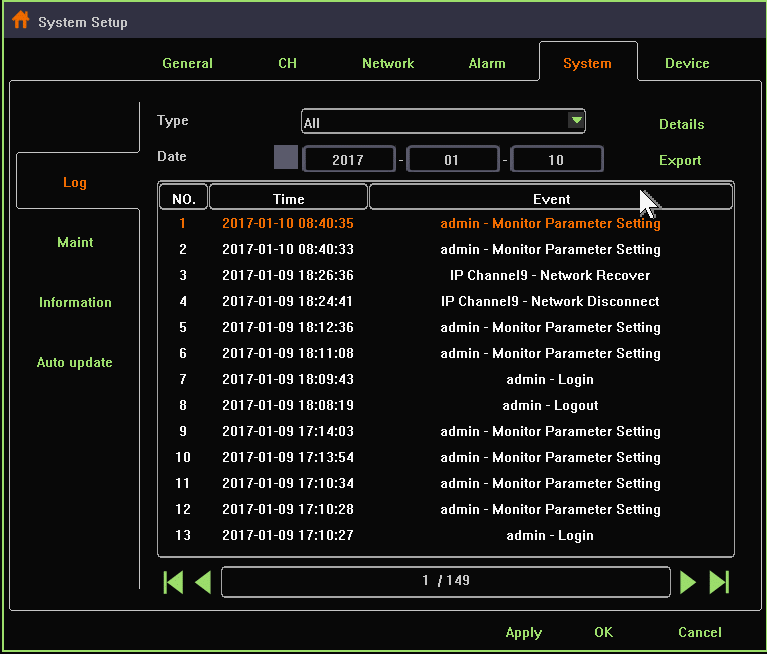 System Setup
General CH Network Alarm System Device
Type All Details
Date 2017 - 01 - 10 Export
Log
Maint
Information
Auto update
NO. Time Event
1 2017-01-10 08:40:35 admin - Monitor Parameter Setting
2 2017-01-10 08:40:33 admin - Monitor Parameter Setting
3 2017-01-09 18:26:36 IP Channel9 - Network Recover
4 2017-01-09 18:24:41 IP Channel9 - Network Disconnect
5 2017-01-09 18:12:36 admin - Monitor Parameter Setting
6 2017-01-09 18:11:08 admin - Monitor Parameter Setting
7 2017-01-09 18:09:43 admin - Login
8 2017-01-09 18:08:19 admin - Logout
9 2017-01-09 17:14:03 admin - Monitor Parameter Setting
10 2017-01-09 17:13:54 admin - Monitor Parameter Setting
11 2017-01-09 17:10:34 admin - Monitor Parameter Setting
12 2017-01-09 17:10:28 admin - Monitor Parameter Setting
13 2017-01-09 17:10:27 admin - Login
1 / 149
Apply OK Cancel